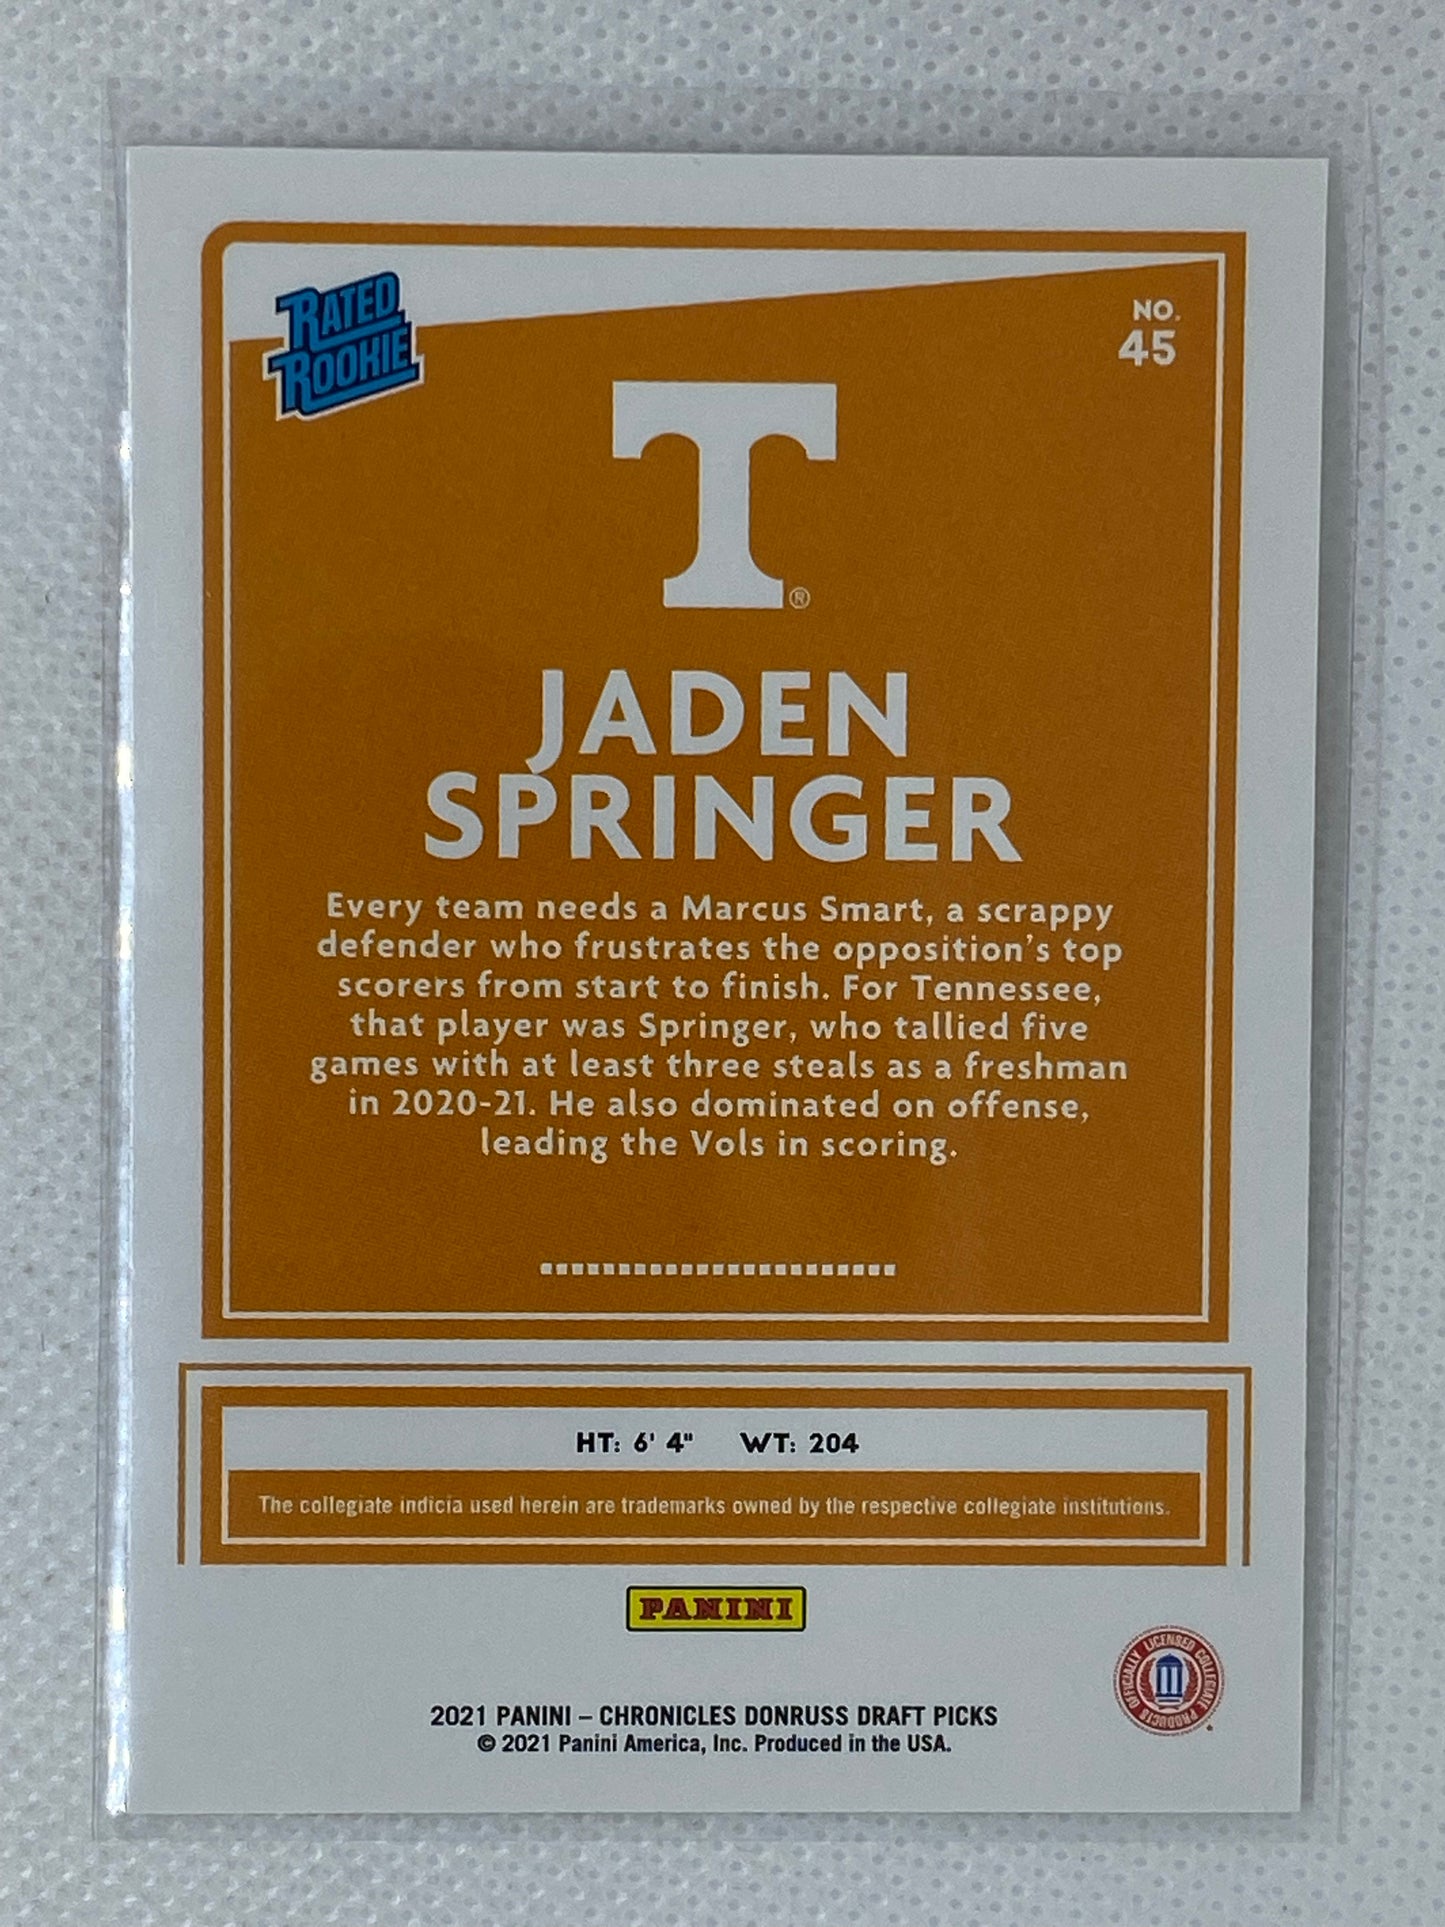 RATED
ROOKIE
NO.
45
T®
JADEN
SPRINGER
Every team needs a Marcus Smart, a scrappy
defender who frustrates the opposition's top
scorers from start to finish. For Tennessee,
that player was Springer, who tallied five
games with at least three steals as a freshman
in 2020-21. He also dominated on offense,
leading the Vols in scoring.
HT: 6' 4" WT: 204
The collegiate indicia used herein are trademarks owned by the respective collegiate institutions.
PANINI
OFFICIALLY LICENSED COLLEGIATE PRODUCTS
2021 PANINI – CHRONICLES DONRUSS DRAFT PICKS
© 2021 Panini America, Inc. Produced in the USA.